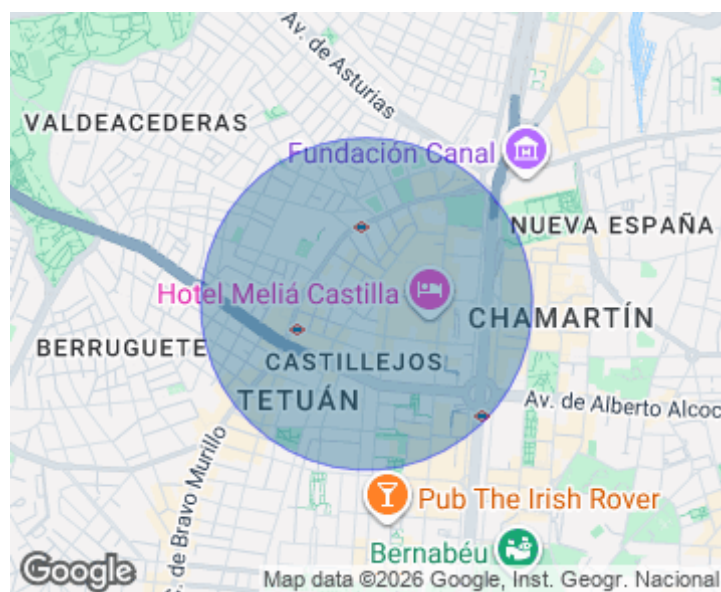 Av. de Asturias
VALDEACEDERAS
Fundación Canal
NUEVA ESPAÑA
Hotel Meliá Castilla
CHAMARTÍN
BERRUGUETE
CASTILLEJOS
TETUÁN
Av. de Alberto Alcoc
C. de Bravo Murillo
Pub The Irish Rover
Bernabéu
Google
Map data ©2026 Google, Inst. Geogr. Nacional